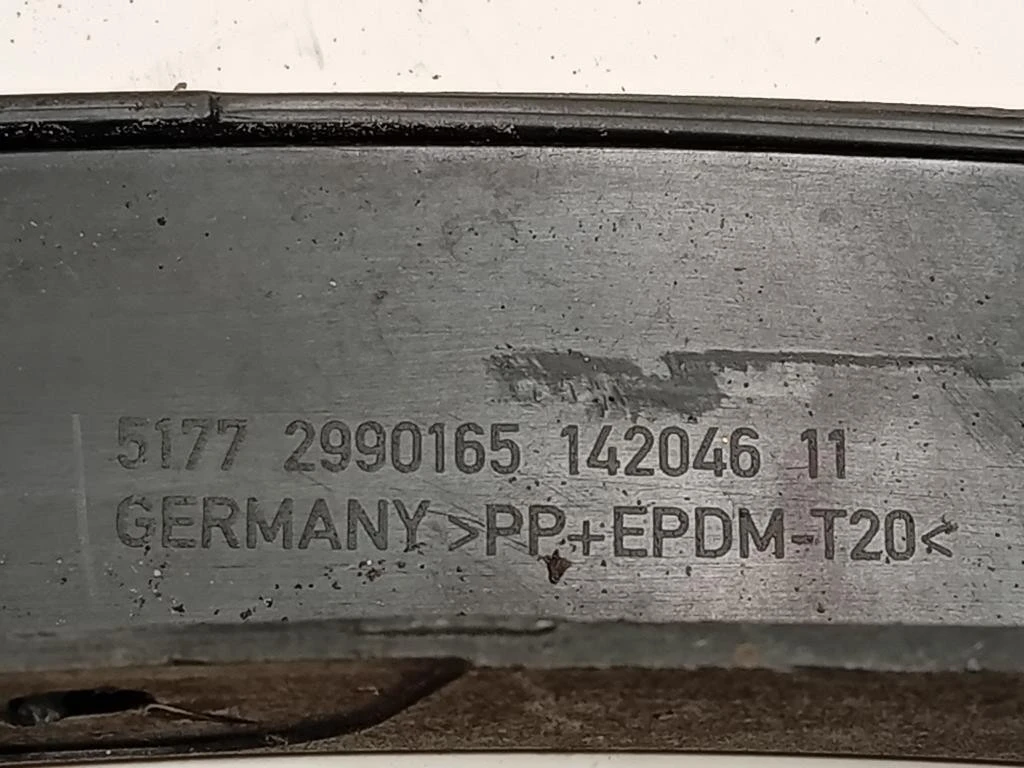 5177 2990165 142046 11
GERMANY >PP+EPDM-T20<